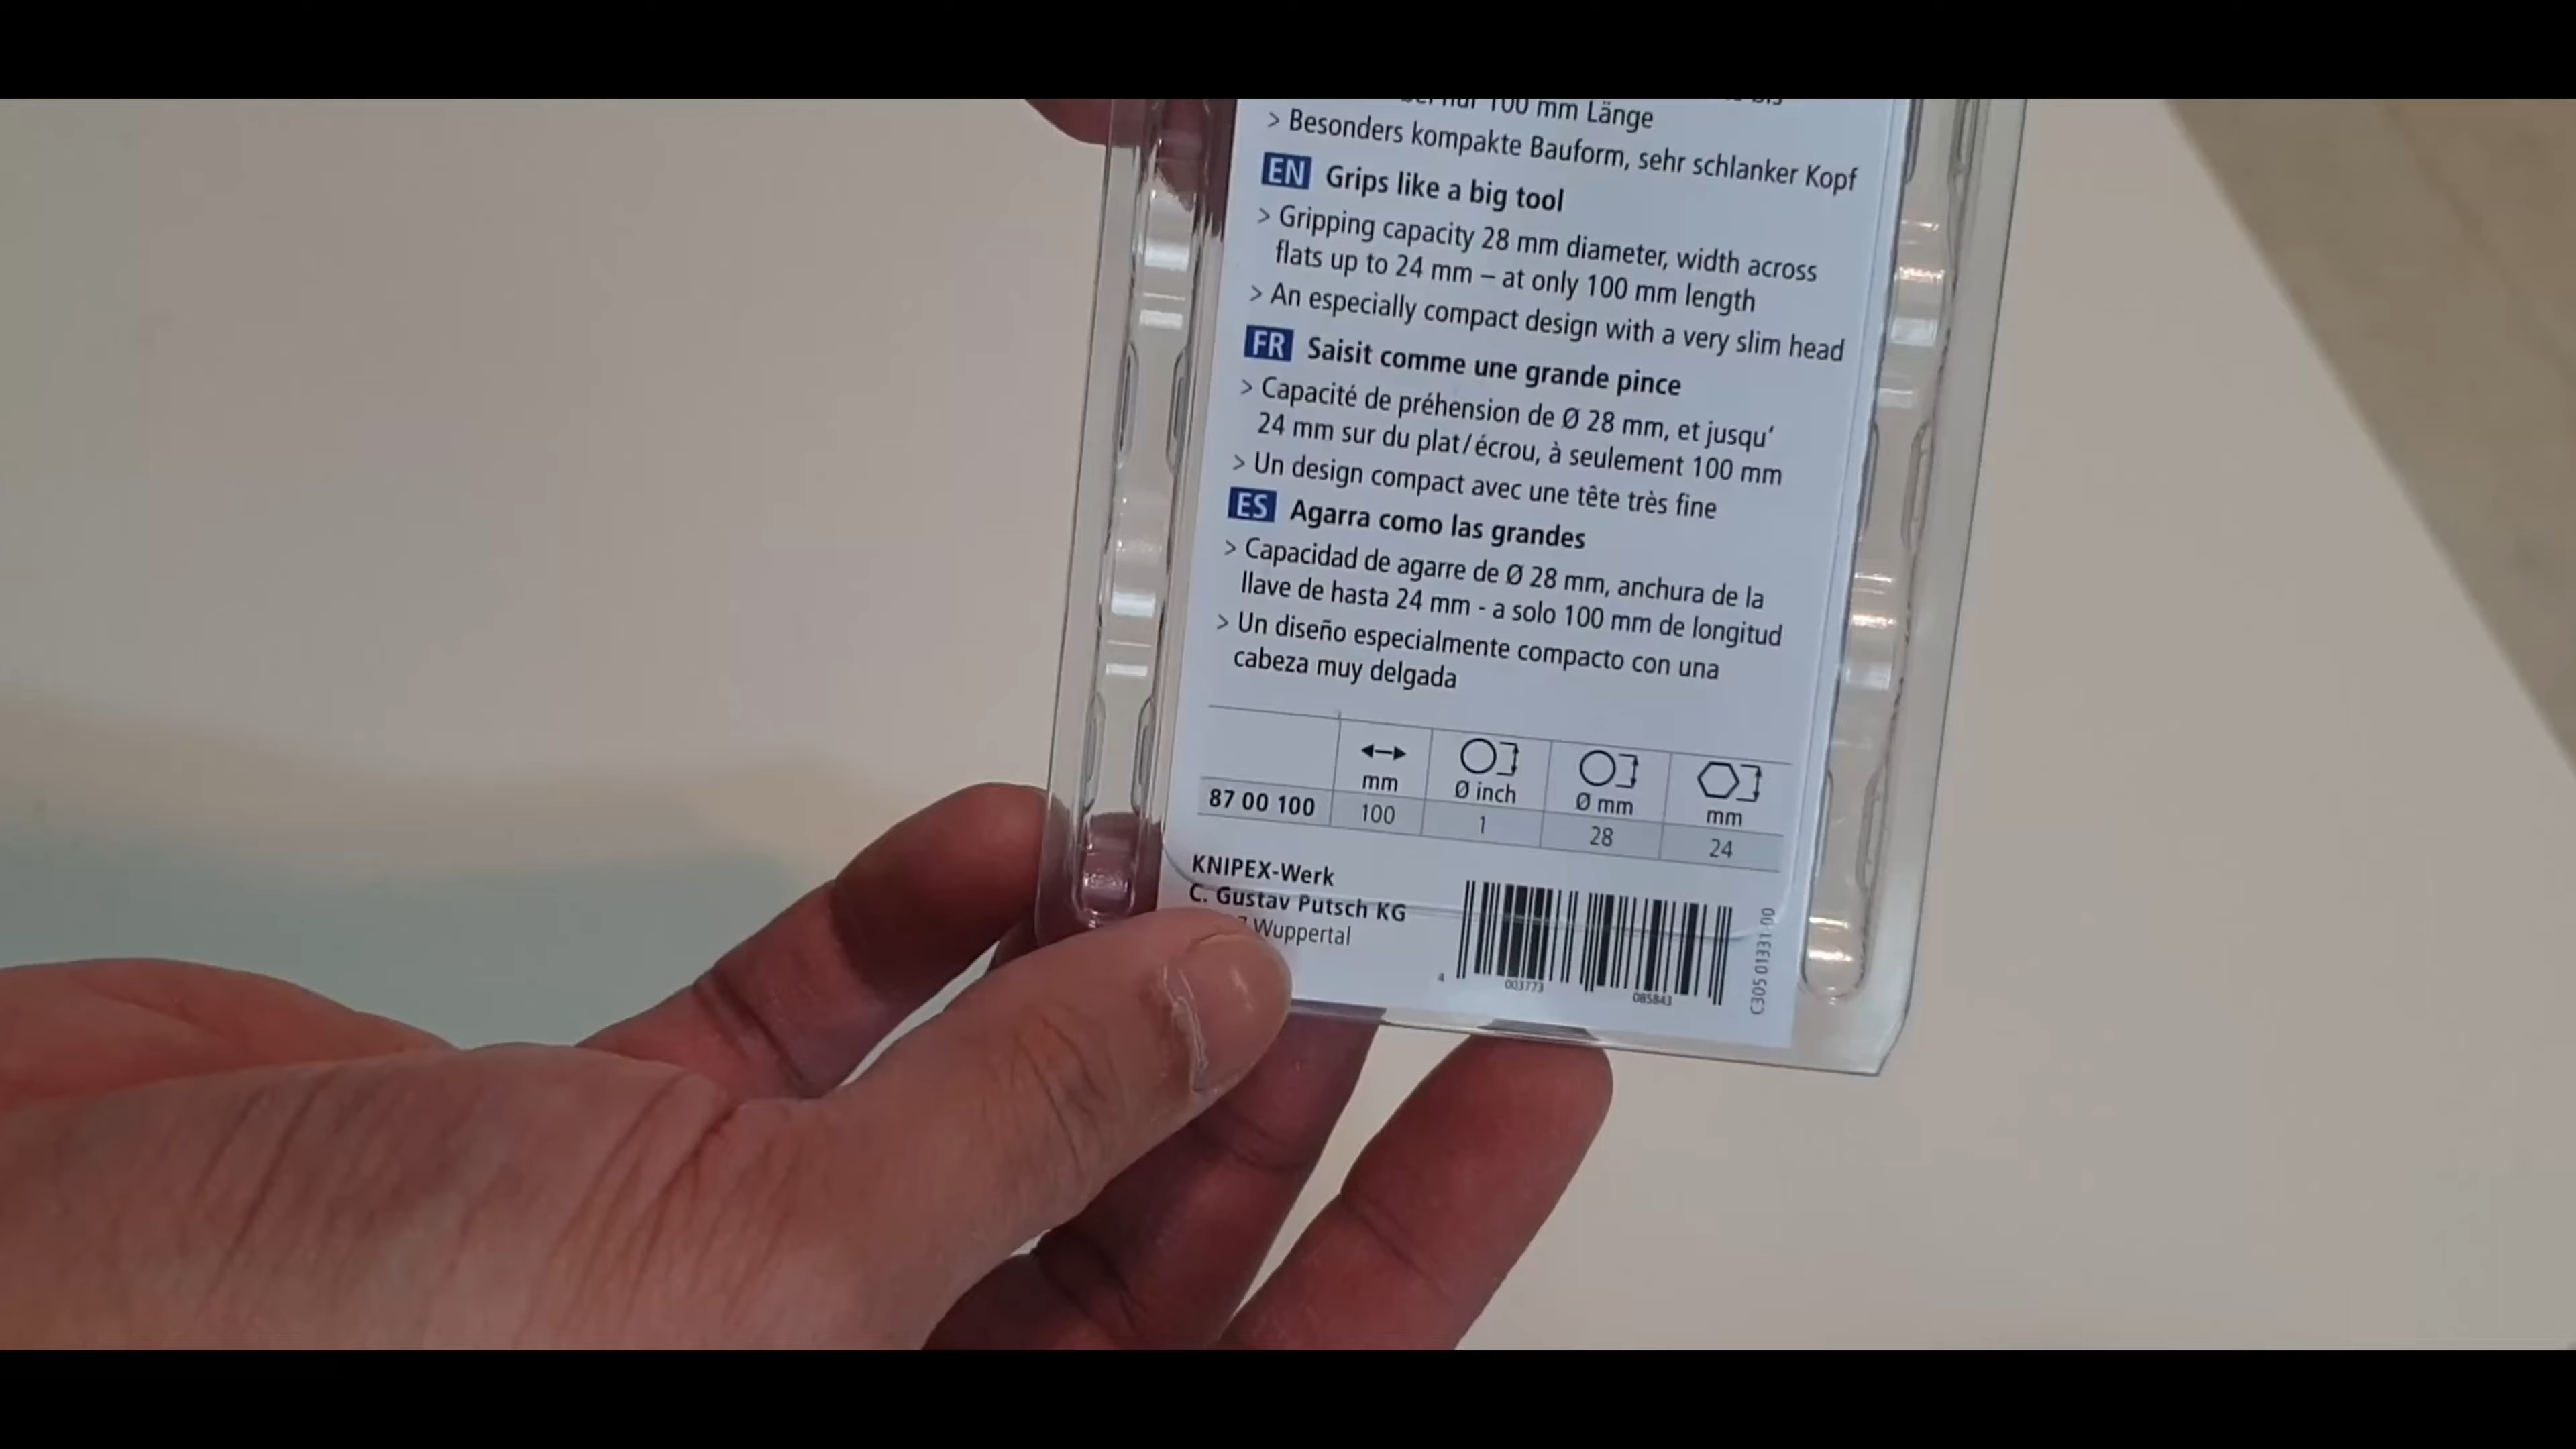 nur 100 mm Länge
> Besonders kompakte Bauform, sehr schlanker Kopf
EN Grips like a big tool
> Gripping capacity 28 mm diameter, width across
flats up to 24 mm – at only 100 mm length
> An especially compact design with a very slim head
FR Saisit comme une grande pince
> Capacité de préhension de Ø 28 mm, et jusqu’
24 mm sur du plat/écrou, à seulement 100 mm
> Un design compact avec une tête très fine
ES Agarra como las grandes
> Capacidad de agarre de Ø 28 mm, anchura de la
llave de hasta 24 mm - a solo 100 mm de longitud
> Un diseño especialmente compacto con una
cabeza muy delgada
mm Ø inch Ø mm mm
87 00 100 100 1 28 24
KNIPEX-Werk
C. Gustav Putsch KG
Wuppertal
4 003773 085843